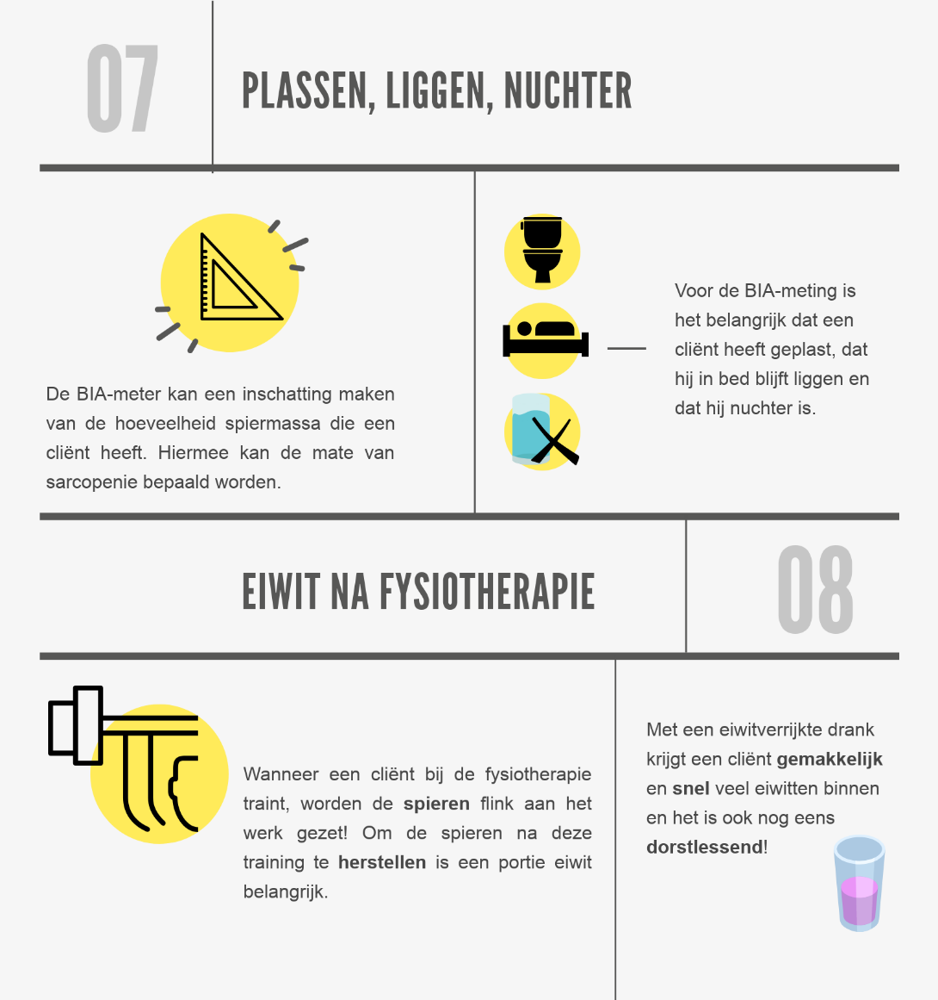 07
PLASSEN, LIGGEN, NUCHTER
De BIA-meter kan een inschatting maken
van de hoeveelheid spiermassa die een
cliënt heeft. Hiermee kan de mate van
sarcopenie bepaald worden.
Voor de BIA-meting is
het belangrijk dat een
cliënt heeft geplast, dat
hij in bed blijft liggen en
dat hij nuchter is.
EIWIT NA FYSIOTHERAPIE
08
Wanneer een cliënt bij de fysiotherapie
traint, worden de spieren flink aan het
werk gezet! Om de spieren na deze
training te herstellen is een portie eiwit
belangrijk.
Met een eiwitverrijkte drank
krijgt een cliënt gemakkelijk
en snel veel eiwitten binnen
en het is ook nog eens
dorstlessend!